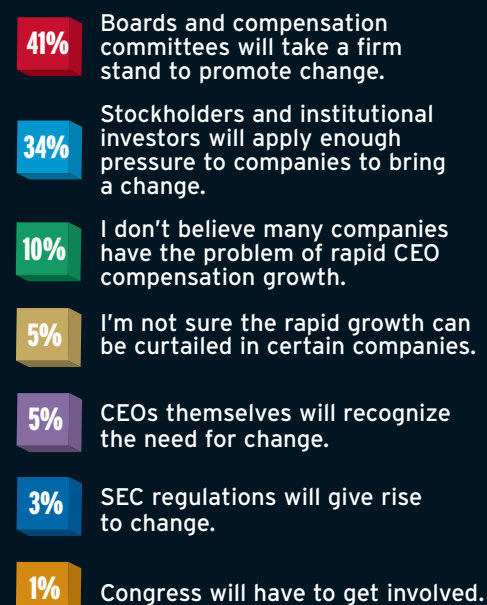 41%
Boards and compensation
committees will take a firm
stand to promote change.
34%
Stockholders and institutional
investors will apply enough
pressure to companies to bring
a change.
10%
I don't believe many companies
have the problem of rapid CEO
compensation growth.
5%
I'm not sure the rapid growth can
be curtailed in certain companies.
5%
CEOs themselves will recognize
the need for change.
3%
SEC regulations will give rise
to change.
1%
Congress will have to get involved.